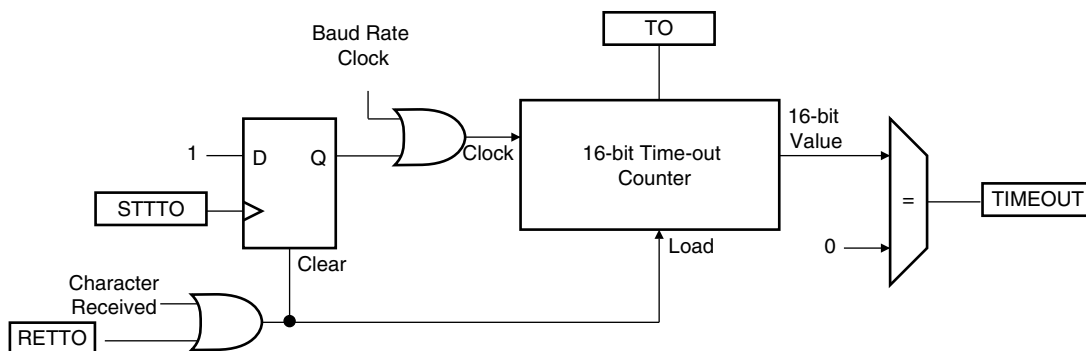 TO
Baud Rate
Clock
16-bit
Value
1
D
Q
Clock
16-bit Time-out
Counter
STTTO
=
TIMEOUT
Clear
Load
0
Character
Received
RETTO